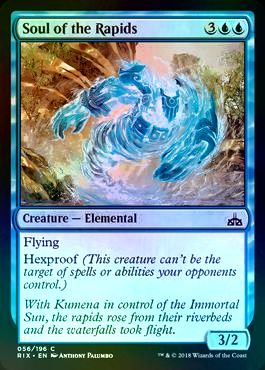 Soul of the Rapids 3
Creature — Elemental
Flying
Hexproof (This creature can't be the
target of spells or abilities your opponents
control.)
With Kumena in control of the Immortal
Sun, the rapids rose from their riverbeds
and the waterfalls took flight.
3/2
056/196 C
RIX • EN Anthony Palumbo
™ & © 2018 Wizards of the Coast